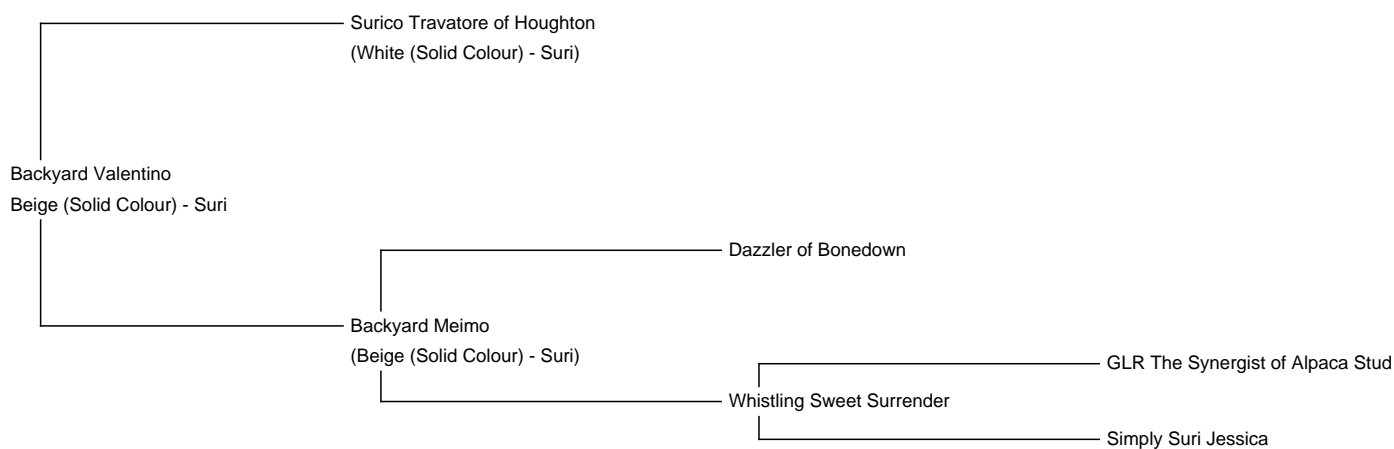 Surico Travatore of Houghton
(White (Solid Colour) - Suri)
Backyard Valentino
Beige (Solid Colour) - Suri
Dazzler of Bonedown
Backyard Meimo
(Beige (Solid Colour) - Suri)
GLR The Synergist of Alpaca Stud
Whistling Sweet Surrender
Simply Suri Jessica